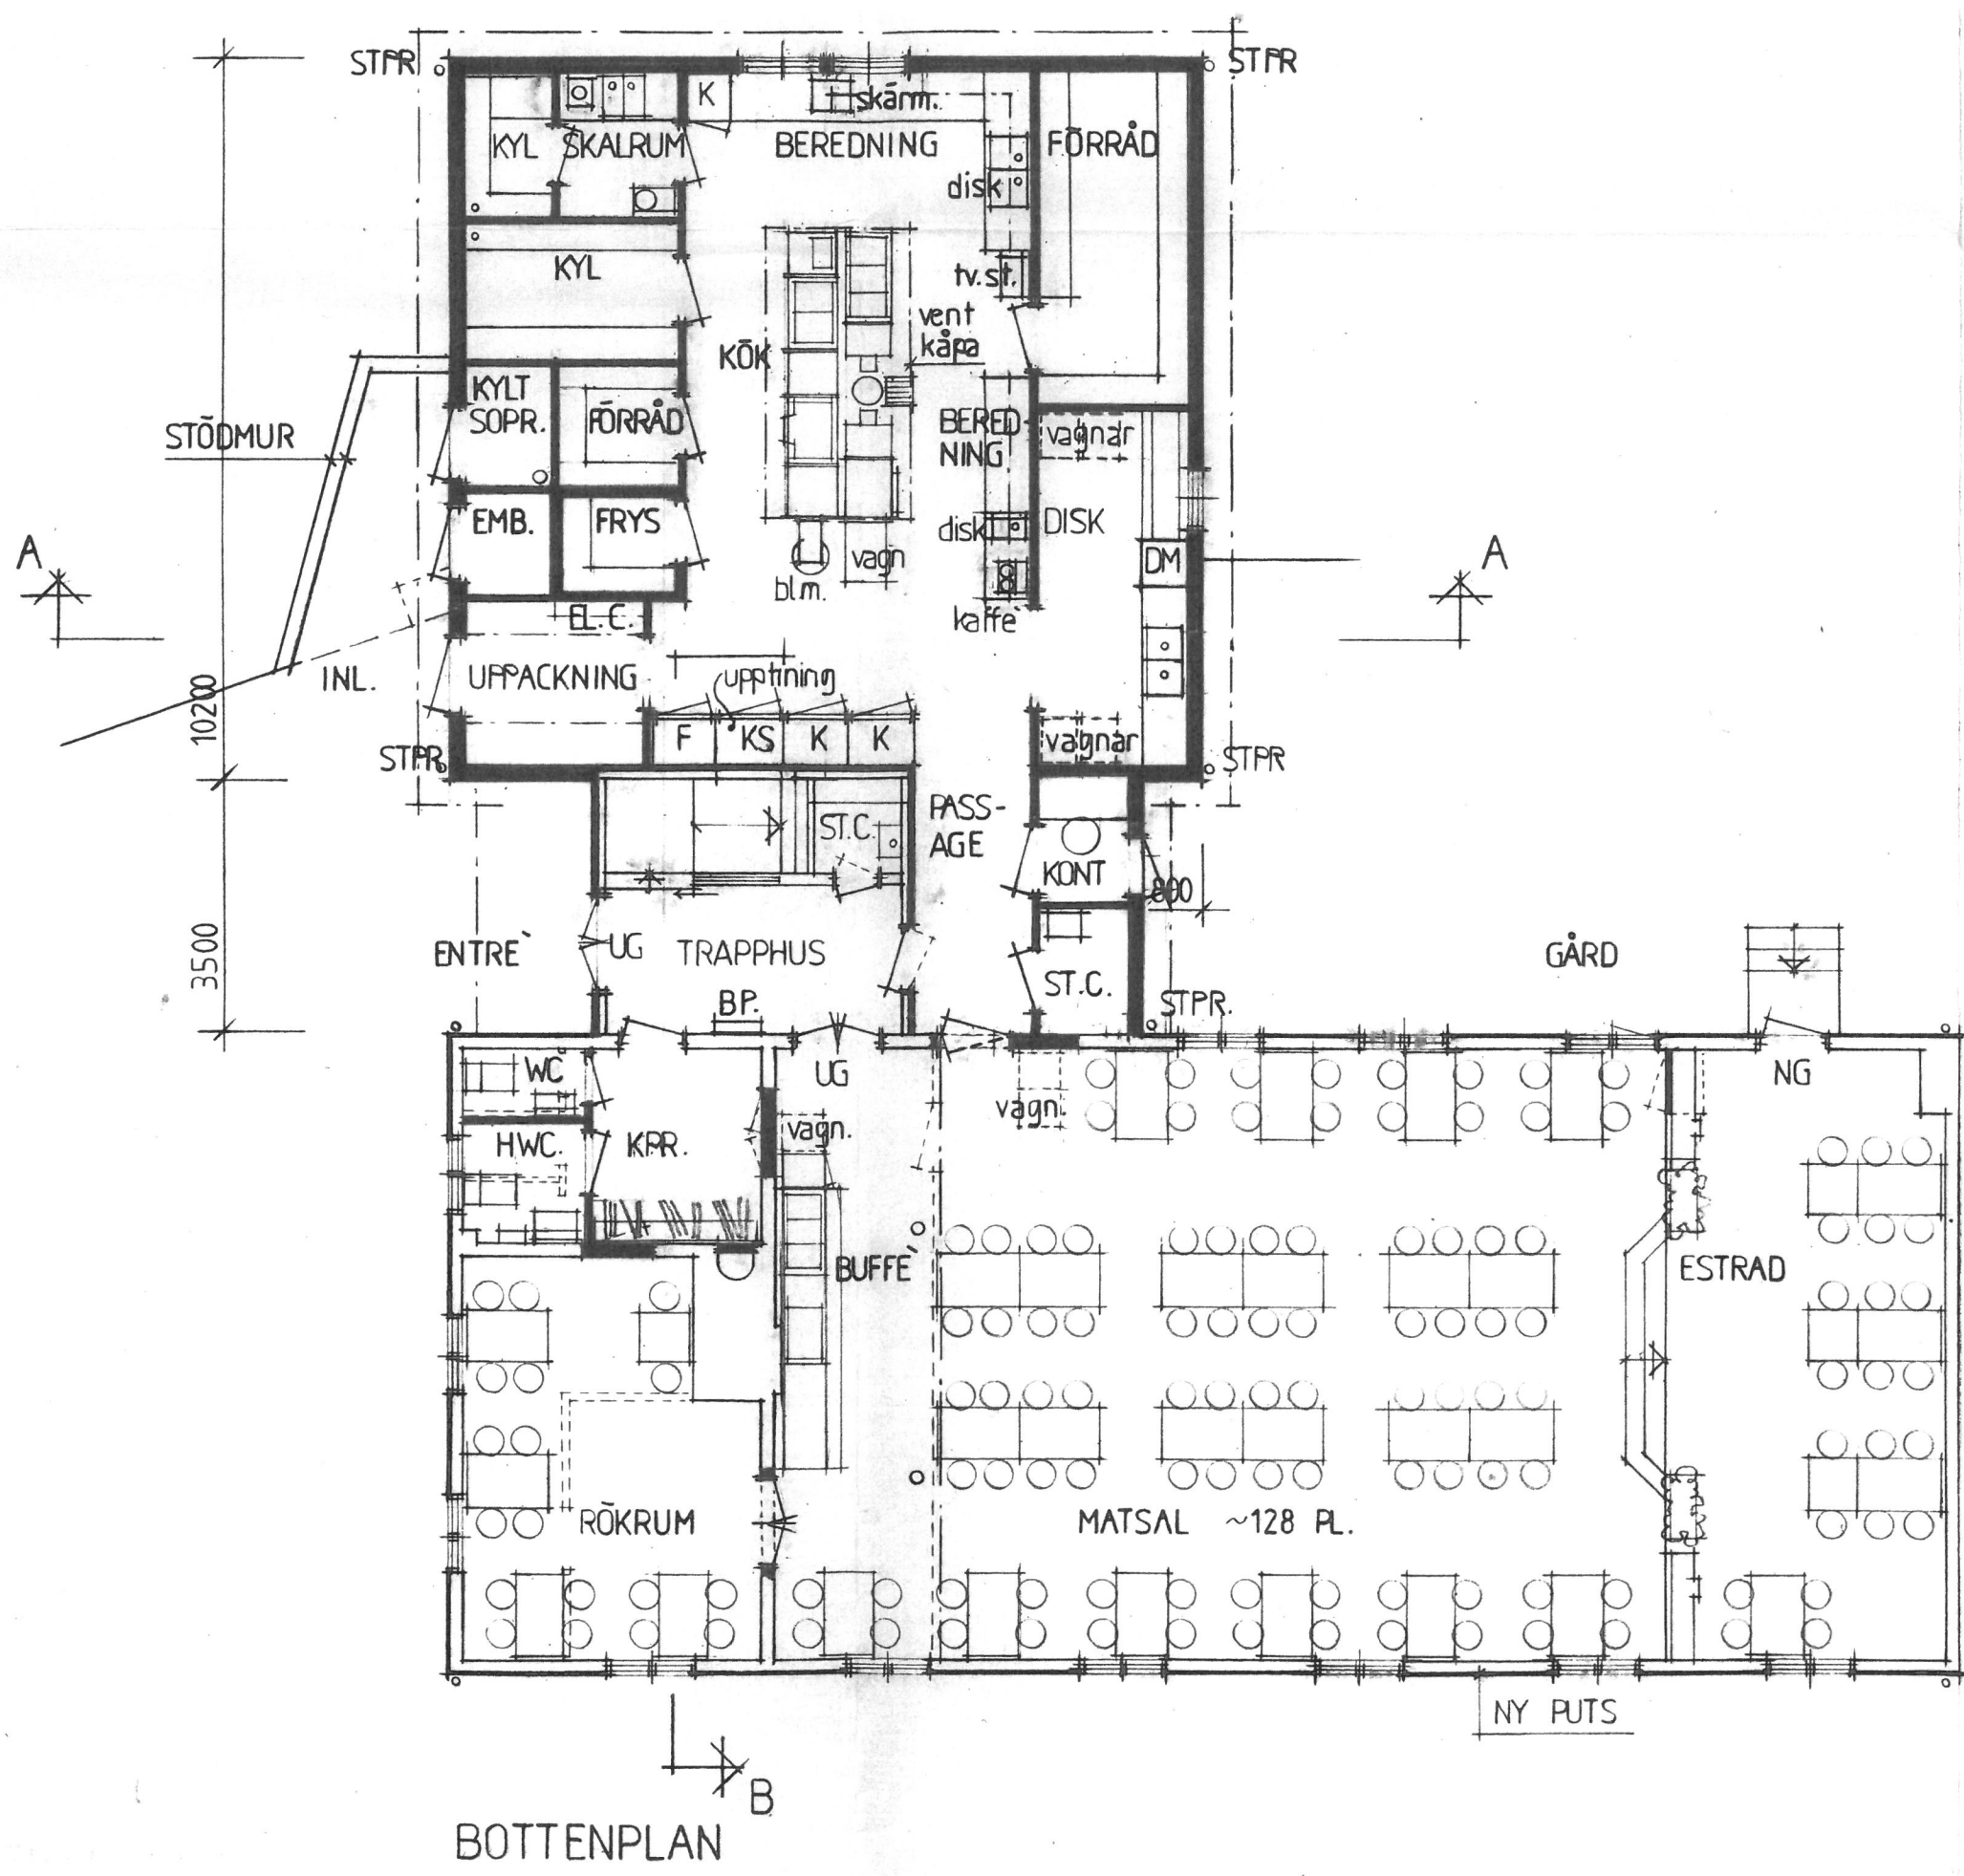 STPR
STPR
K
skärm.
KYL
SKALRUM
BEREDNING
FÖRRÅD
disk
KYL
tv.st.
vent
kåpa
KÖK
KYLT
SOPR.
FÖRRÅD
BERED-
NING
vagnar
STÖDMUR
EMB.
FRYS
disk
DISK
A
vagn
DM
A
blm.
EL.C.
kaffe`
INL.
UPPACKNING
upptining
10200
F
KS
K
K
vagnar
STPR
STPR
PASS-
AGE
ST.C.
KONT
800
ENTRE`
UG
TRAPPHUS
GÅRD
3500
ST.C.
BP.
STPR.
WC
UG
NG
vagn.
vagn.
HWC.
KPR.
BUFFE`
ESTRAD
RÖKRUM
MATSAL ~128 PL.
NY PUTS
B
BOTTENPLAN